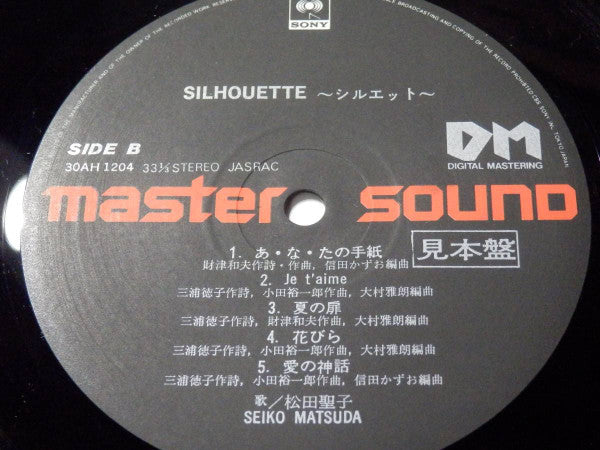 SONY
SILHOUETTE ～シルエット～
SIDE B
30AH 1204 33⅓ STEREO JASRAC
DM
DIGITAL MASTERING
master SOUND
見本盤
1. あ・な・たの手紙
財津和夫作詩・作曲, 信田かずお編曲
2. Je t'aime
三浦徳子作詩, 小田裕一郎作曲, 大村雅朗編曲
3. 夏の扉
三浦徳子作詩, 財津和夫作曲, 大村雅朗編曲
4. 花びら
三浦徳子作詩, 小田裕一郎作曲, 大村雅朗編曲
5. 愛の神話
三浦徳子作詩, 小田裕一郎作曲, 信田かずお編曲
歌／松田聖子
SEIKO MATSUDA